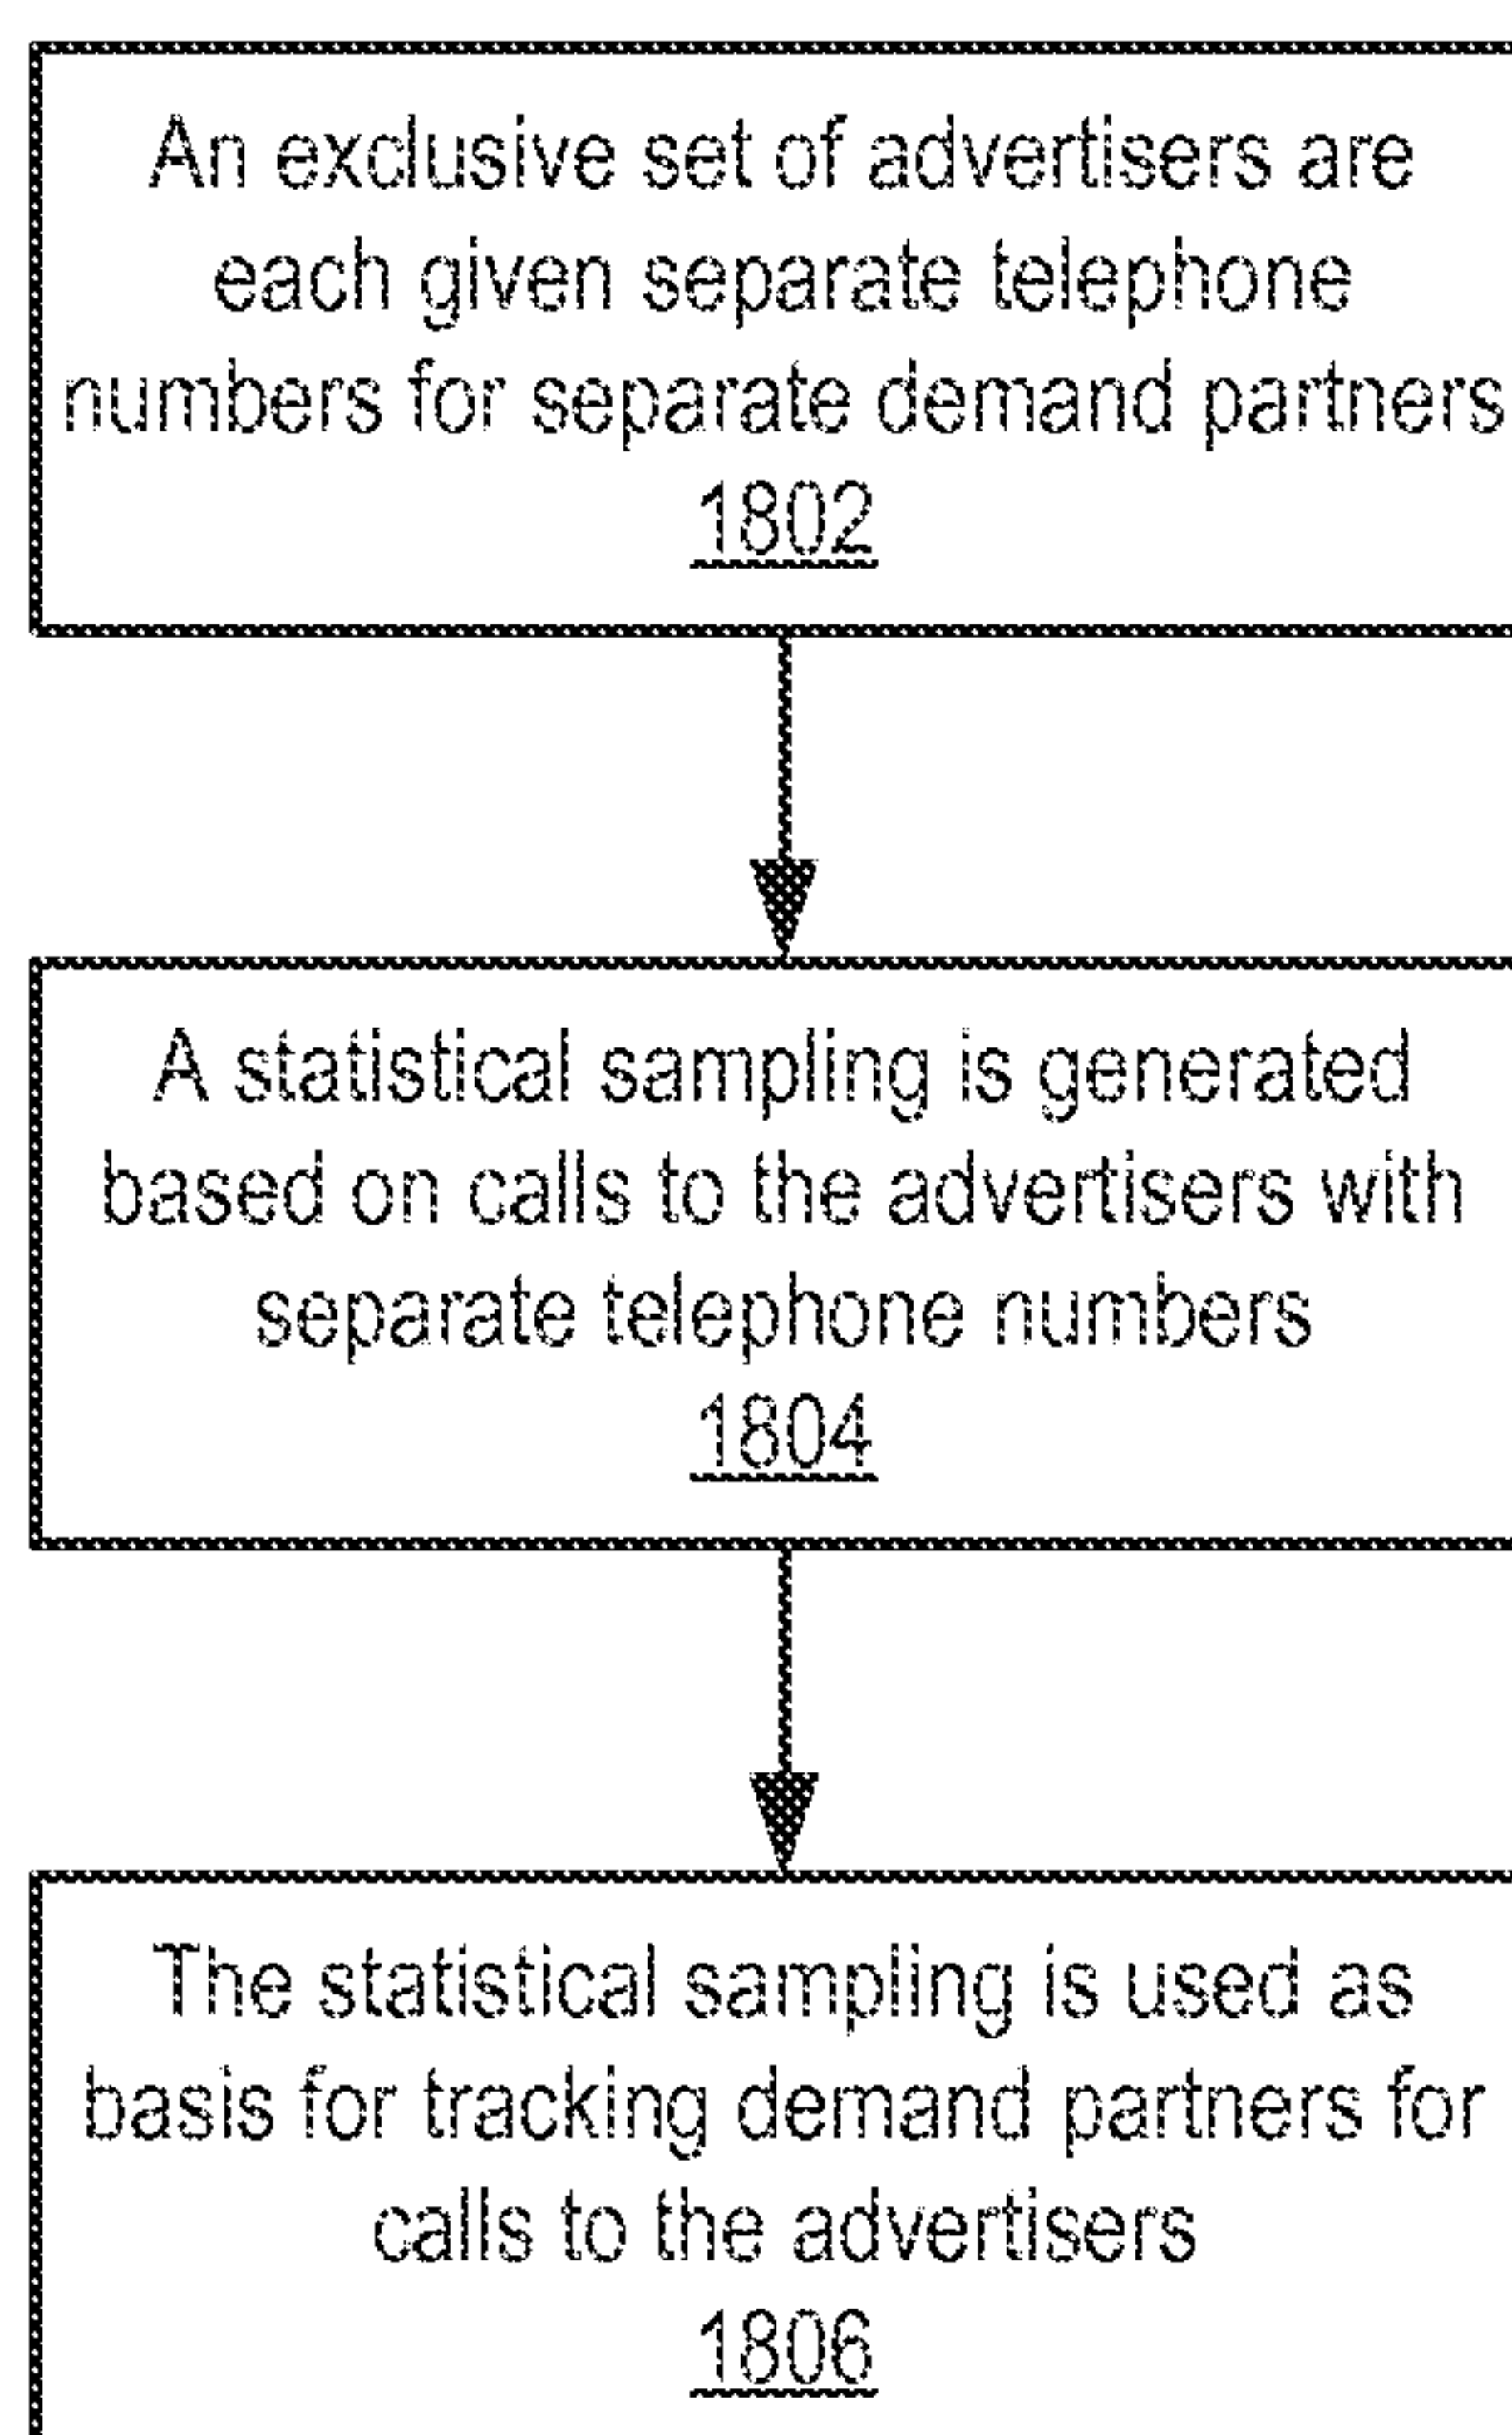 An exclusive set of advertisers are
each given separate telephone
numbers for separate demand partners
1802
A statistical sampling is generated
based on calls to the advertisers with
separate telephone numbers
1804
The statistical sampling is used as
basis for tracking demand partners for
calls to the advertisers
1806